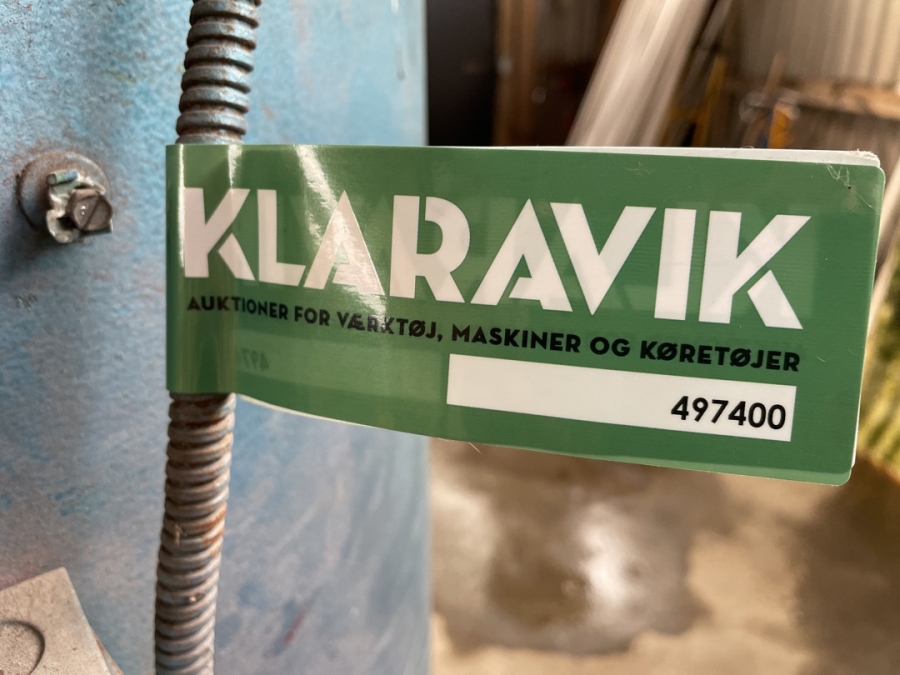 KLARAVIK
AUKTIONER FOR VÆRKTØJ, MASKINER OG KØRETØJER
497400